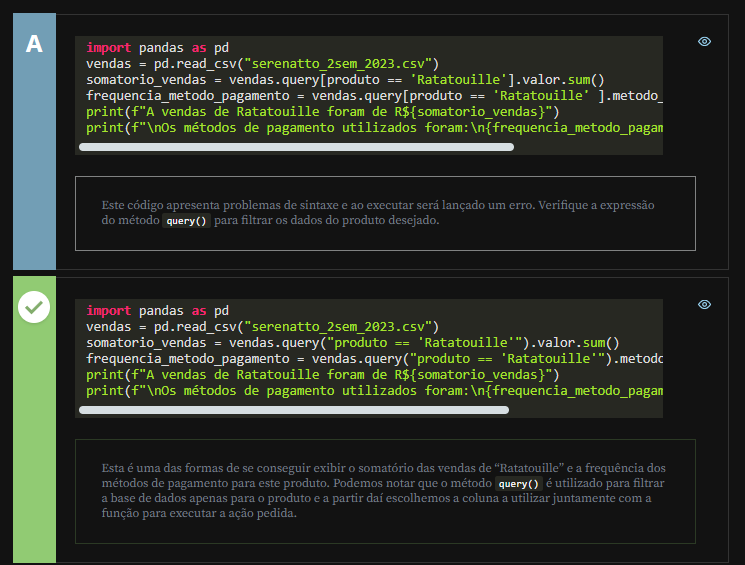 A
import pandas as pd
vendas = pd.read_csv("serenatto_2sem_2023.csv")
somatorio_vendas = vendas.query[produto == 'Ratatouille'].valor.sum()
frequencia_metodo_pagamento = vendas.query[produto == 'Ratatouille' ].metodo_
print(f"A vendas de Ratatouille foram de R${somatorio_vendas}")
print(f"\nOs métodos de pagamento utilizados foram:\n{frequencia_metodo_pagam
Este código apresenta problemas de sintaxe e ao executar será lançado um erro. Verifique a expressão
do método query() para filtrar os dados do produto desejado.
import pandas as pd
vendas = pd.read_csv("serenatto_2sem_2023.csv")
somatorio_vendas = vendas.query("produto == 'Ratatouille'").valor.sum()
frequencia_metodo_pagamento = vendas.query("produto == 'Ratatouille'").metodo
print(f"A vendas de Ratatouille foram de R${somatorio_vendas}")
print(f"\nOs métodos de pagamento utilizados foram:\n{frequencia_metodo_pagam
Esta é uma das formas de se conseguir exibir o somatório das vendas de “Ratatouille” e a frequência dos
métodos de pagamento para este produto. Podemos notar que o método query() é utilizado para filtrar
a base de dados apenas para o produto e a partir daí escolhemos a coluna a utilizar juntamente com a
função para executar a ação pedida.